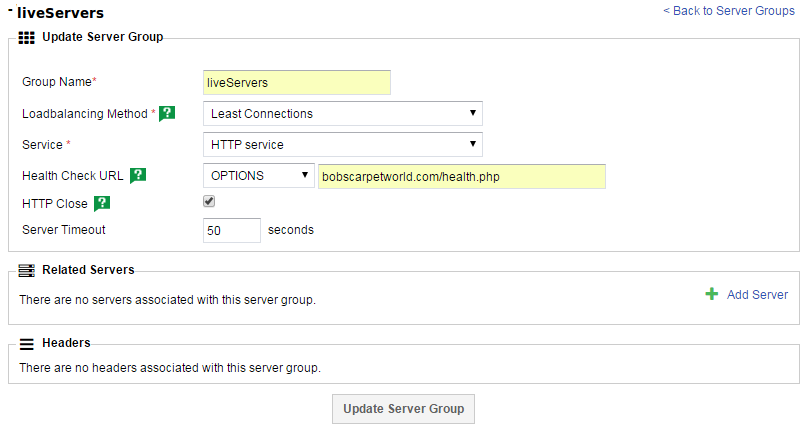 - liveServers
< Back to Server Groups
Update Server Group
Group Name* liveServers
Loadbalancing Method * ? Least Connections
Service * HTTP service
Health Check URL ? OPTIONS bobscarpetworld.com/health.php
HTTP Close ?
Server Timeout 50 seconds
Related Servers
There are no servers associated with this server group.
Add Server
Headers
There are no headers associated with this server group.
Update Server Group